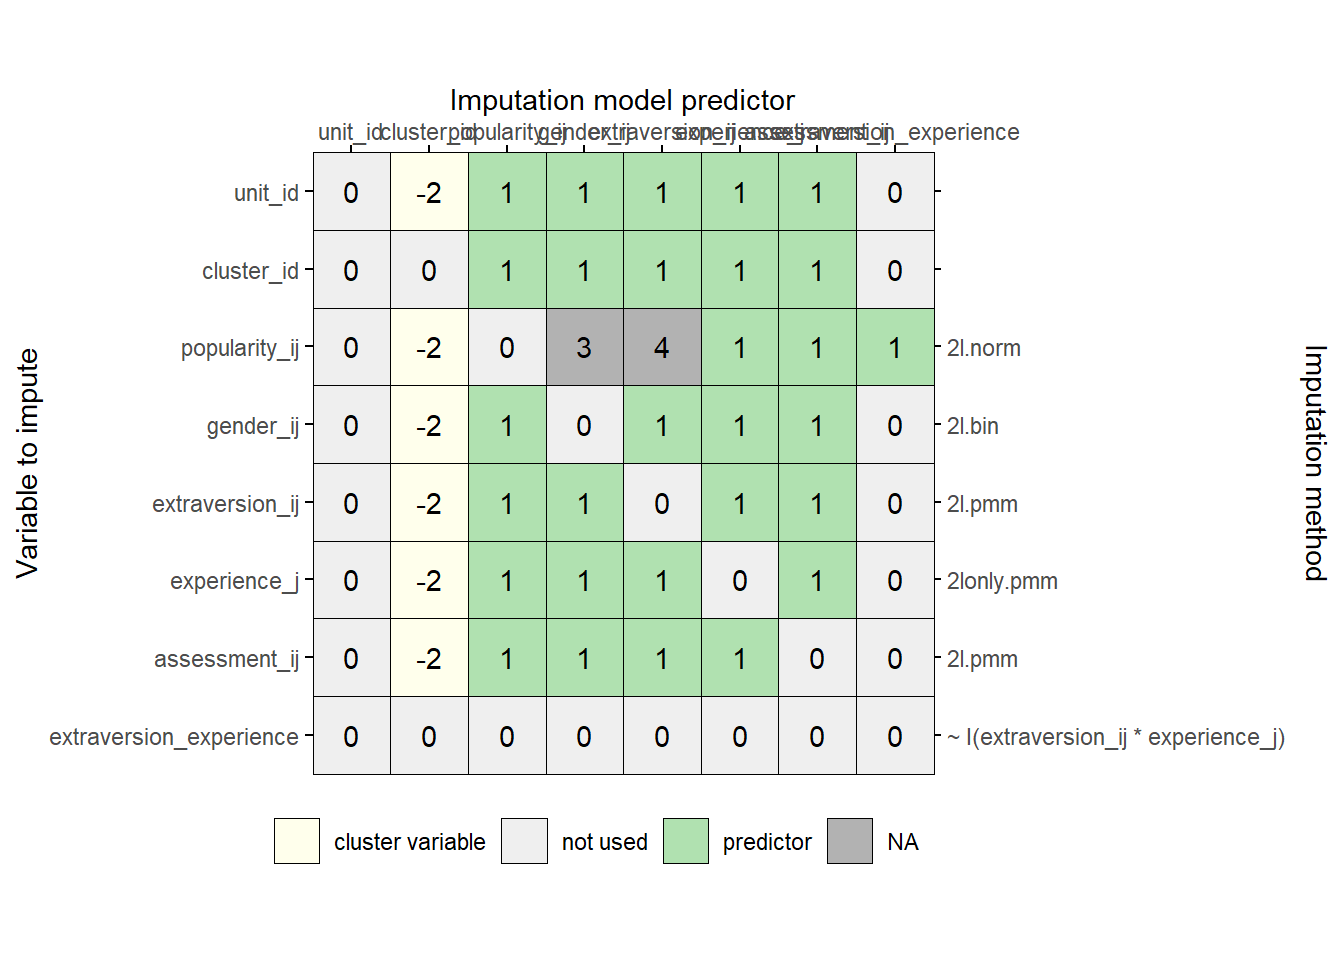 Imputation model predictor
unit_id cluster_id popularity_ij gender_ij extraversion_ij experience_j assessment_ij extraversion_experience
unit_id 0 -2 1 1 1 1 1 0
cluster_id 0 0 1 1 1 1 1 0
popularity_ij 0 -2 0 3 4 1 1 1 2l.norm
gender_ij 0 -2 1 0 1 1 1 0 2l.bin
extraversion_ij 0 -2 1 1 0 1 1 0 2l.pmm
experience_j 0 -2 1 1 1 0 1 0 2lonly.pmm
assessment_ij 0 -2 1 1 1 1 0 0 2l.pmm
extraversion_experience 0 0 0 0 0 0 0 0 ~ I(extraversion_ij * experience_j)
Variable to impute
Imputation method
cluster variable not used predictor NA